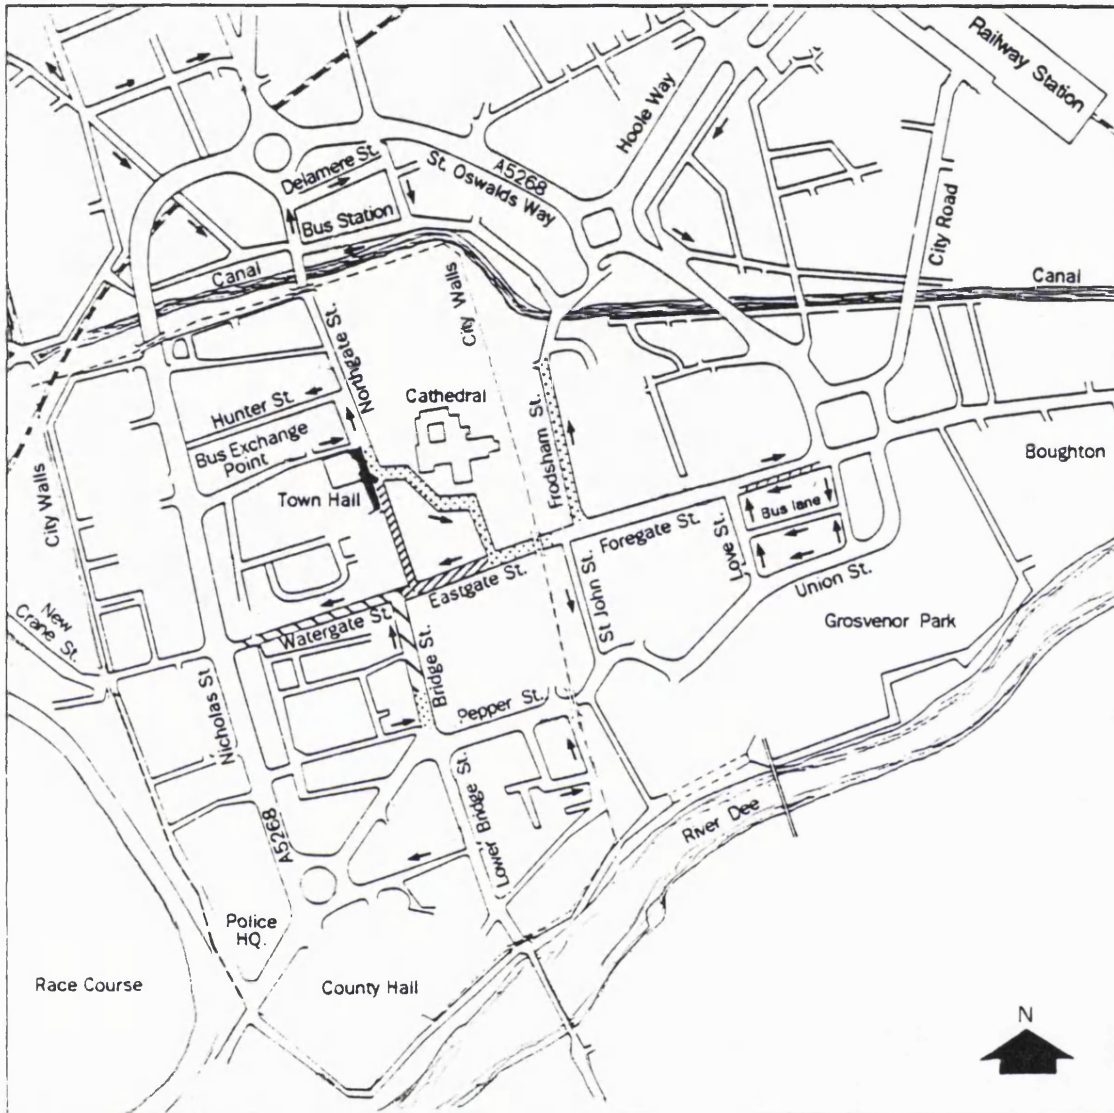 Railway Station
Hoole Way
A5268
St. Oswalds Way
Delamere St.
Bus Station
City Road
Canal
Canal
City Walls
Northgate St.
Cathedral
Hunter St.
Bus Exchange
Point
Frodsham St.
Boughton
City Walls
Town Hall
Bus lane
Foregate St.
Love St.
Eastgate St.
Union St.
New
Crane St.
Watergate St.
St John St.
Grosvenor Park
Bridge St.
Nicholas St
Pepper St.
A5268
Lower Bridge St.
River Dee
Police
HQ.
Race Course
County Hall
N